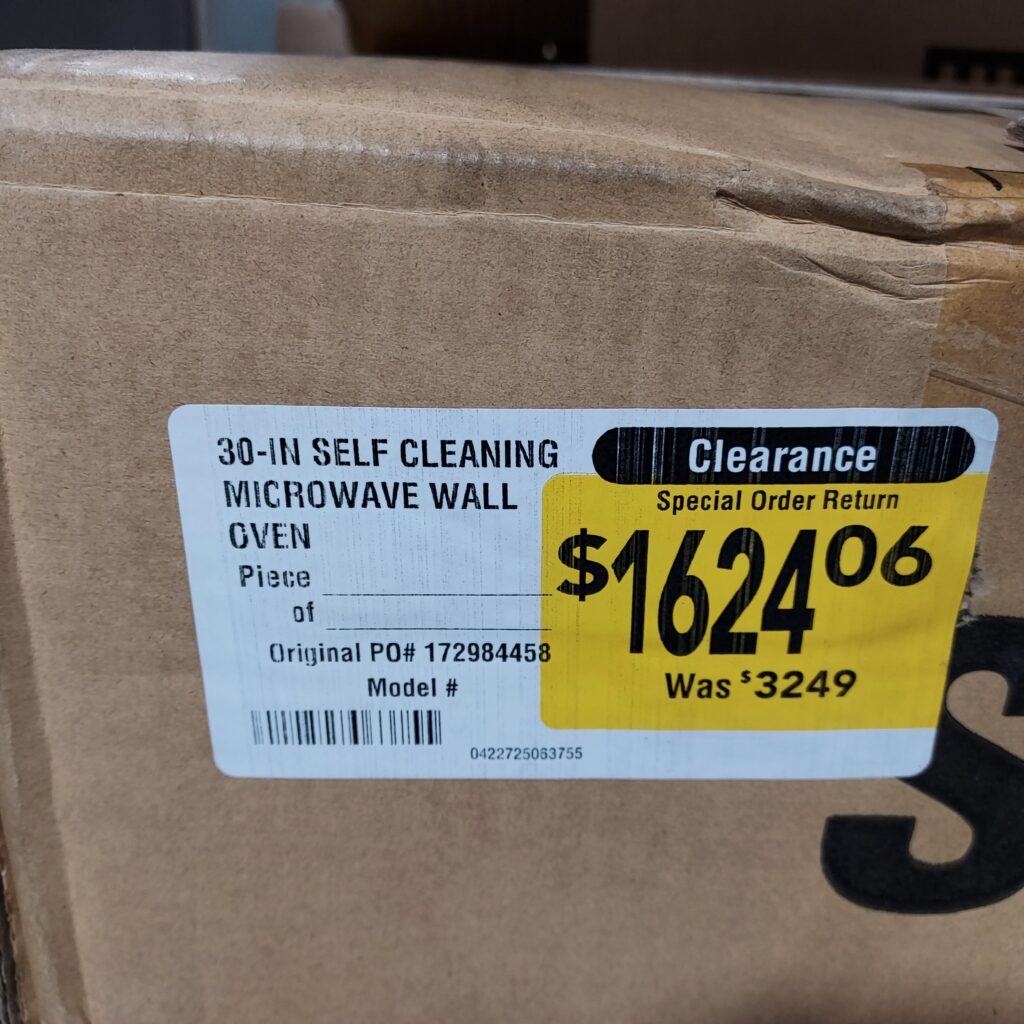 30-IN SELF CLEANING
MICROWAVE WALL
OVEN
Piece
of
Original PO# 172984458
Model #
0422725063755
Clearance
Special Order Return
$1624 06
Was $3249
S